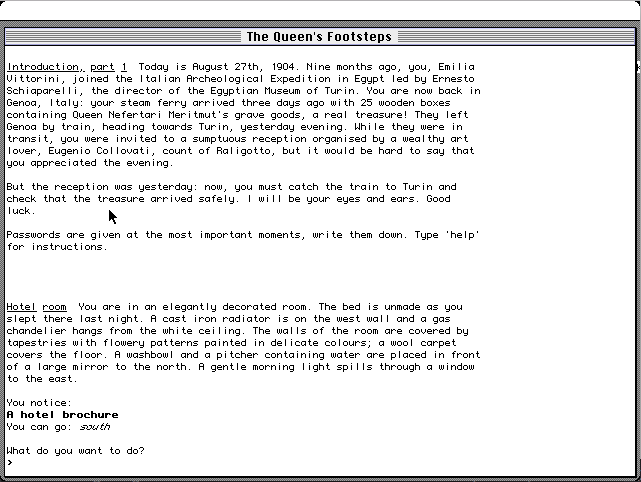 The Queen's Footsteps
Introduction, part 1  Today is August 27th, 1904. Nine months ago, you, Emilia
Vittorini, joined the Italian Archeological Expedition in Egypt led by Ernesto
Schiaparelli, the director of the Egyptian Museum of Turin. You are now back in
Genoa, Italy: your steam ferry arrived three days ago with 25 wooden boxes
containing Queen Nefertari Meritmut's grave goods, a real treasure! They left
Genoa by train, heading towards Turin, yesterday evening. While they were in
transit, you were invited to a sumptuous reception organised by a wealthy art
lover, Eugenio Collovati, count of Raligotto, but it would be hard to say that
you appreciated the evening.
But the reception was yesterday: now, you must catch the train to Turin and
check that the treasure arrived safely. I will be your eyes and ears. Good
luck.
Passwords are given at the most important moments, write them down. Type 'help'
for instructions.
Hotel room  You are in an elegantly decorated room. The bed is unmade as you
slept there last night. A cast iron radiator is on the west wall and a gas
chandelier hangs from the white ceiling. The walls of the room are covered by
tapestries with flowery patterns painted in delicate colours; a wool carpet
covers the floor. A washbowl and a pitcher containing water are placed in front
of a large mirror to the north. A gentle morning light spills through a window
to the east.
You notice:
A hotel brochure
You can go: south
What do you want to do?
>